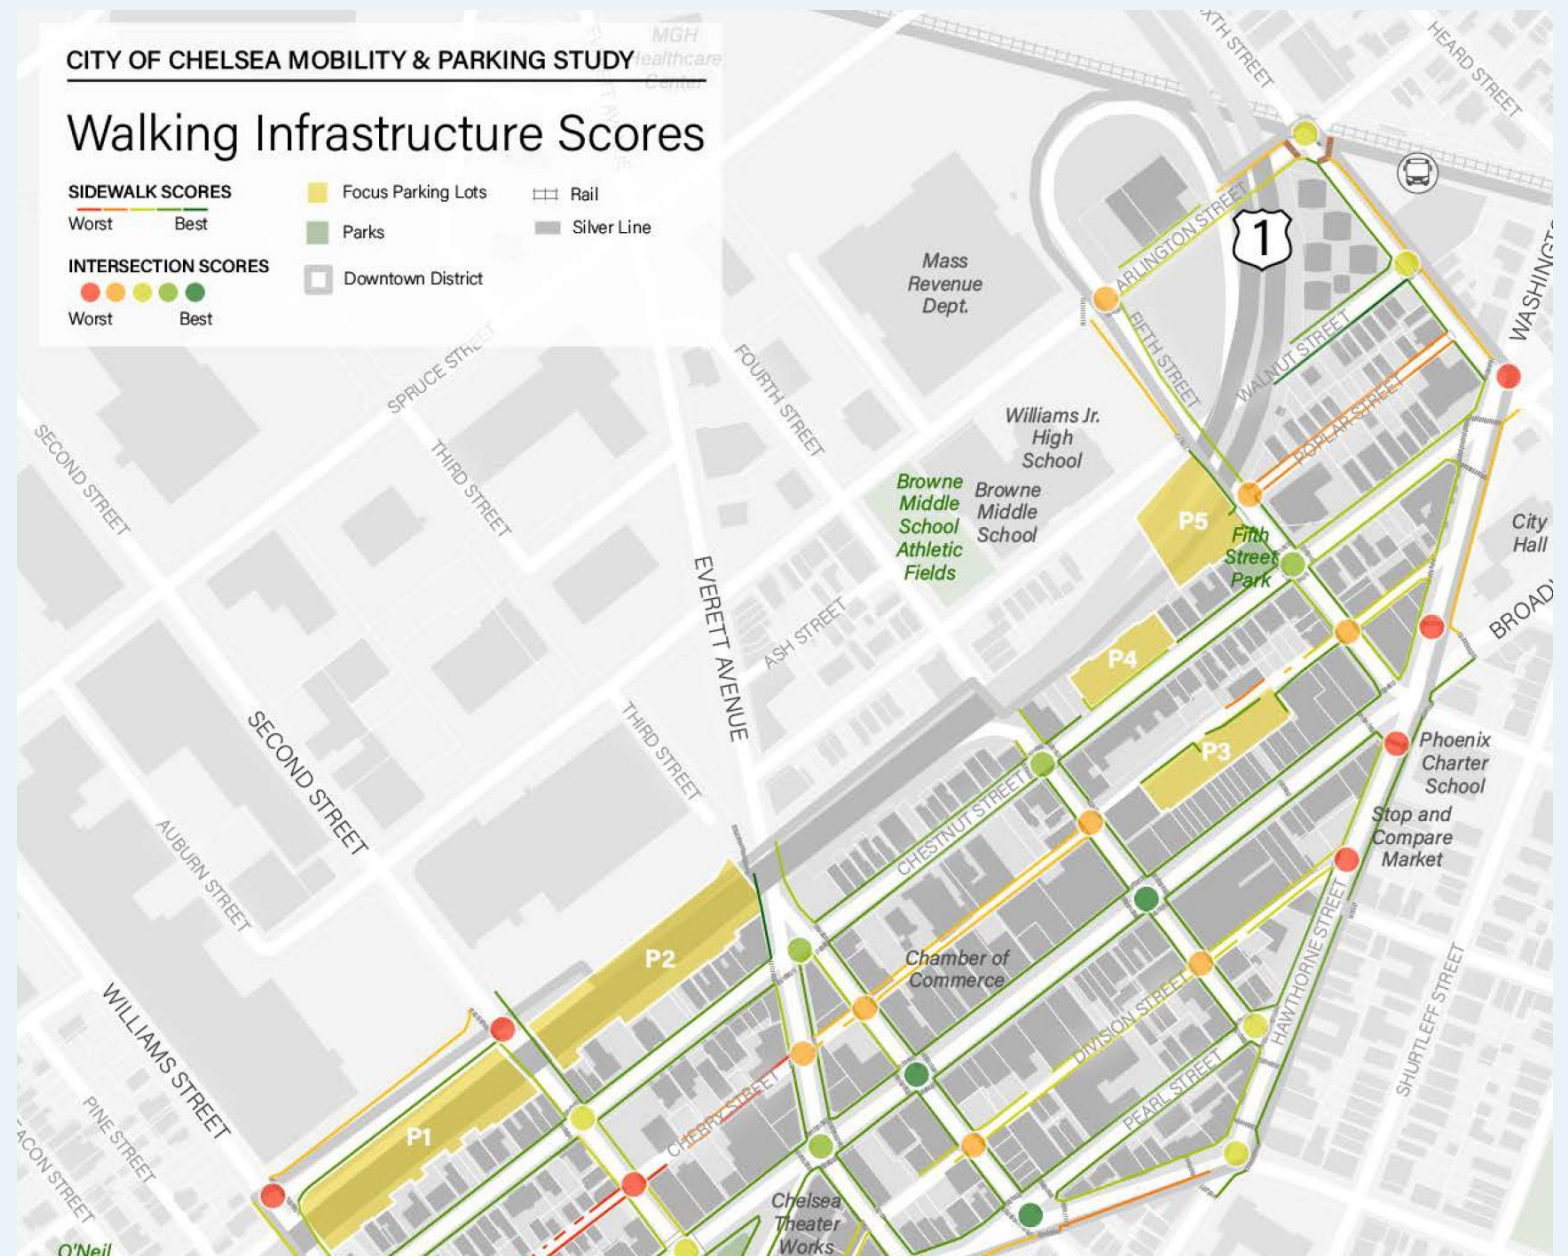 CITY OF CHELSEA MOBILITY & PARKING STUDY
MGH
Healthcare
Center
Walking Infrastructure Scores
SIDEWALK SCORES
Worst
Best
INTERSECTION SCORES
Worst
Best
Focus Parking Lots
Parks
Downtown District
Rail
Silver Line
HEARD STREET
1
ARLINGTON STREET
WASHINGT
Mass
Revenue
Dept.
FIFTH STREET
WALNUT STREET
SPRUCE STREET
FOURTH STREET
POPLAR STREET
Williams Jr.
High
School
SECOND STREET
THIRD STREET
Browne
Middle
School
Athletic
Fields
Browne
Middle
School
P5
Fifth
Street
Park
City
Hall
EVERETT AVENUE
ASH STREET
BROADW
P4
SECOND STREET
THIRD STREET
P3
Phoenix
Charter
School
CHESTNUT STREET
Stop and
Compare
Market
AUBURN STREET
P2
Chamber of
Commerce
HAWTHORNE STREET
WILLIAMS STREET
DIVISION STREET
SHURTLEFF STREET
PINE STREET
P1
CHERRY STREET
PEARL STREET
EACON STREET
Chelsea
Theater
Works
O'Neil